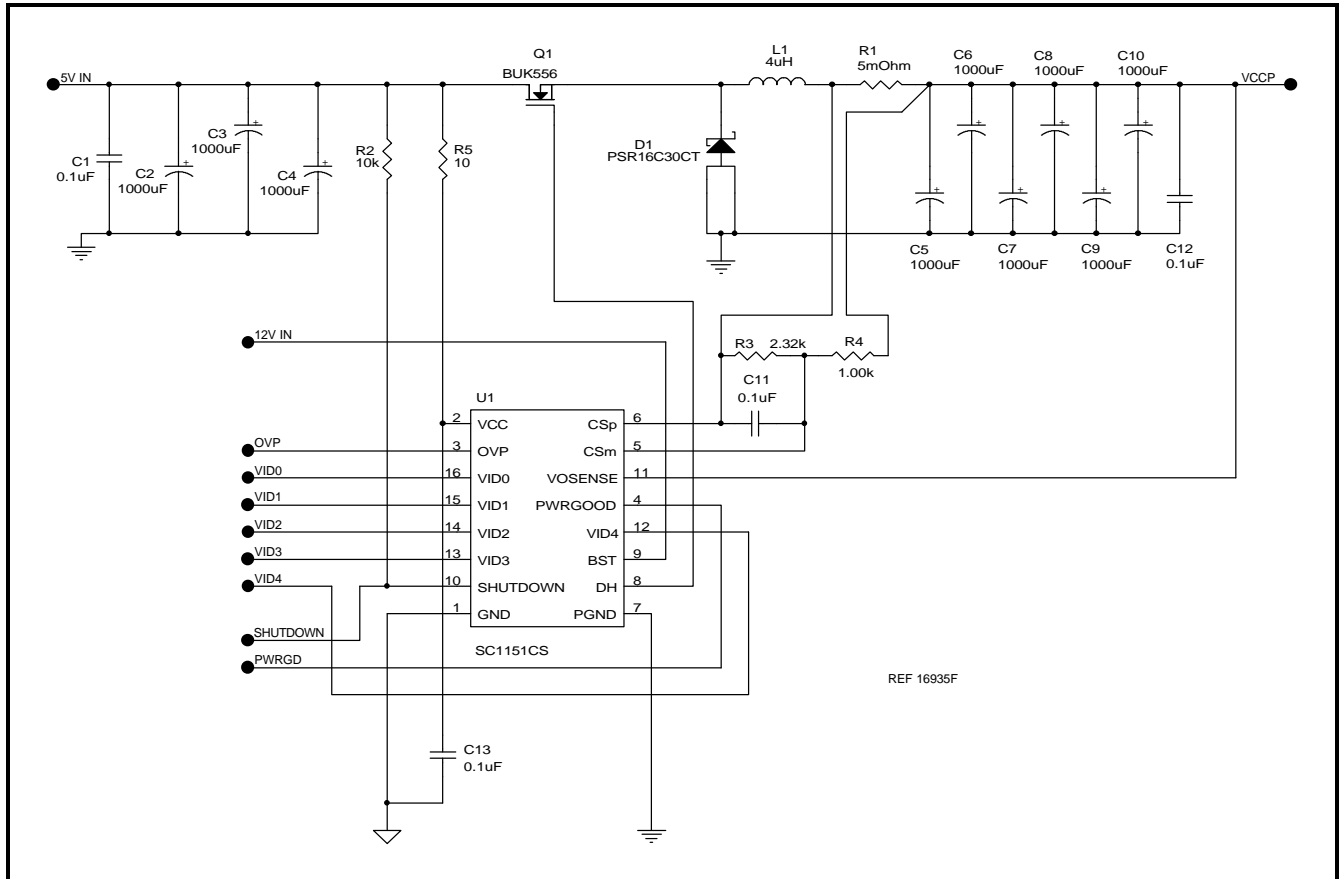 5V IN
Q1
BUK556
L1
4uH
R1
5mOhm
C6
1000uF
C8
1000uF
C10
1000uF
VCCP
C1
0.1uF
C2
1000uF
C3
1000uF
C4
1000uF
R2
10k
R5
10
D1
PSR16C30CT
+
+
+
+
+
+
+
+
+
C5
1000uF
C7
1000uF
C9
1000uF
C12
0.1uF
12V IN
R3 2.32k
R4
1.00k
C11
0.1uF
U1
2 VCC CSp 6
OVP 3 OVP CSm 5
VID0 16 VID0 VOSENSE 11
VID1 15 VID1 PWRGOOD 4
VID2 14 VID2 VID4 12
VID3 13 VID3 BST 9
VID4 10 SHUTDOWN DH 8
1 GND PGND 7
SHUTDOWN
SC1151CS
PWRGD
REF 16935F
C13
0.1uF